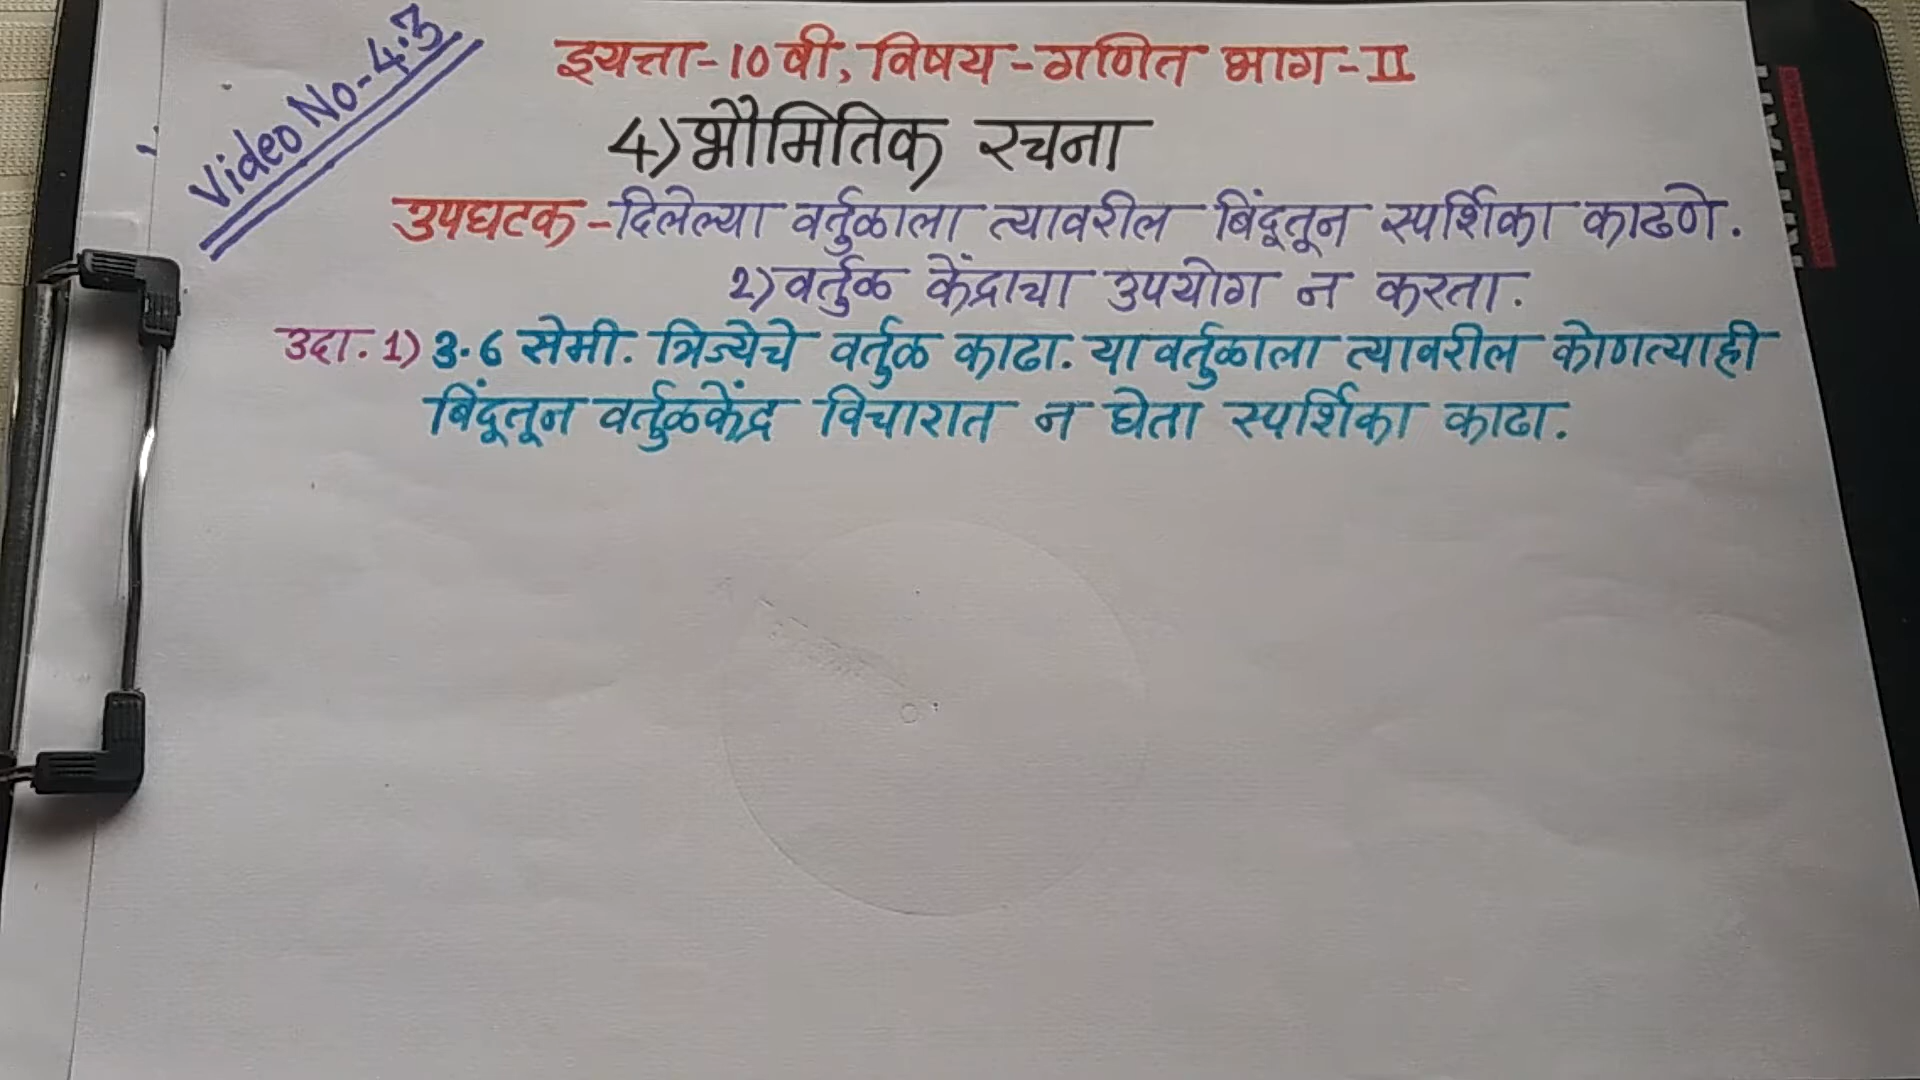 Video No-4.3
इयत्ता-10वी, विषय-गणित भाग-II
4)भौमितिक रचना
उपघटक-दिलेल्या वर्तुळाला त्यावरील बिंदूतून स्पर्शिका काढणे.
2)वर्तुळ केंद्राचा उपयोग न करता.
उदा.1) 3.6 सेमी. त्रिज्येचे वर्तुळ काढा. या वर्तुळाला त्यावरील कोणत्याही
बिंदूतून वर्तुळकेंद्र विचारात न घेता स्पर्शिका काढा.